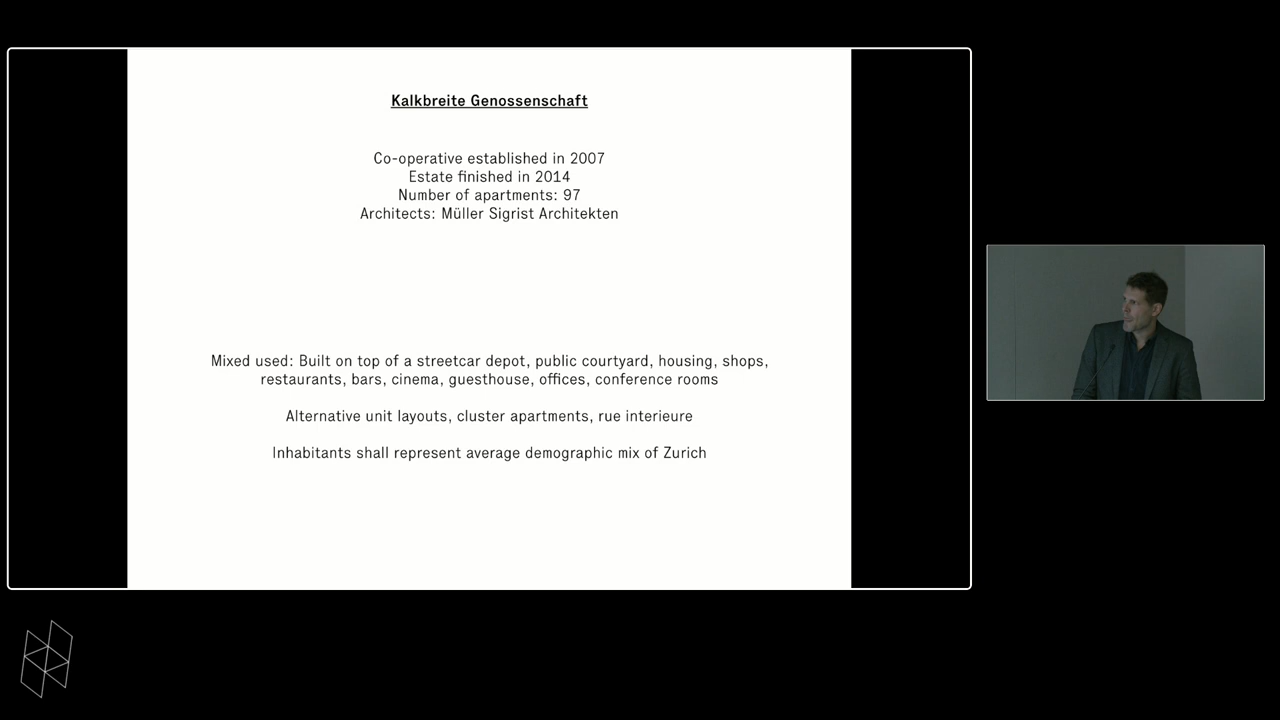 Kalkbreite Genossenschaft
Co-operative established in 2007
Estate finished in 2014
Number of apartments: 97
Architects: Müller Sigrist Architekten
Mixed used: Built on top of a streetcar depot, public courtyard, housing, shops,
restaurants, bars, cinema, guesthouse, offices, conference rooms
Alternative unit layouts, cluster apartments, rue interieure
Inhabitants shall represent average demographic mix of Zurich